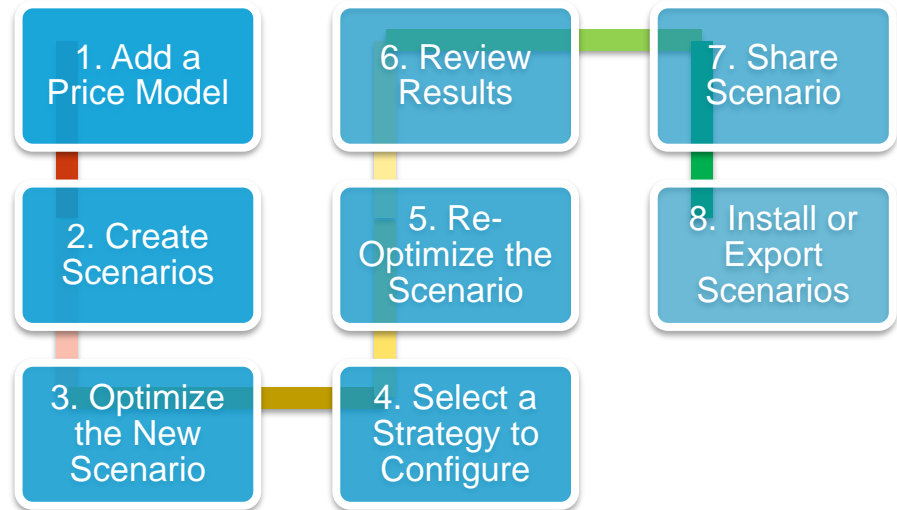 1. Add a
Price Model
2. Create
Scenarios
3. Optimize
the New
Scenario
4. Select a
Strategy to
Configure
5. Re-
Optimize the
Scenario
6. Review
Results
7. Share
Scenario
8. Install or
Export
Scenarios